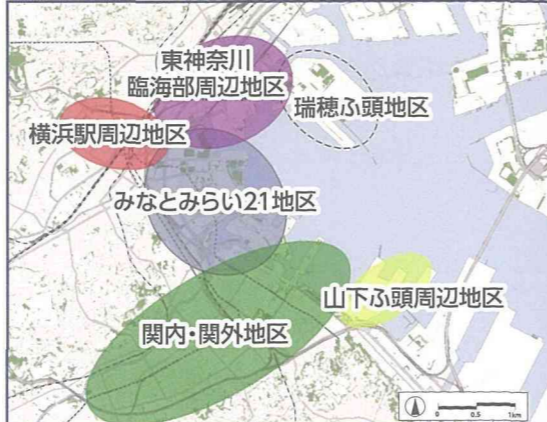 東神奈川
臨海部周辺地区
瑞穂ふ頭地区
横浜駅周辺地区
みなとみらい21地区
山下ふ頭周辺地区
関内・関外地区
0 0.5 1km